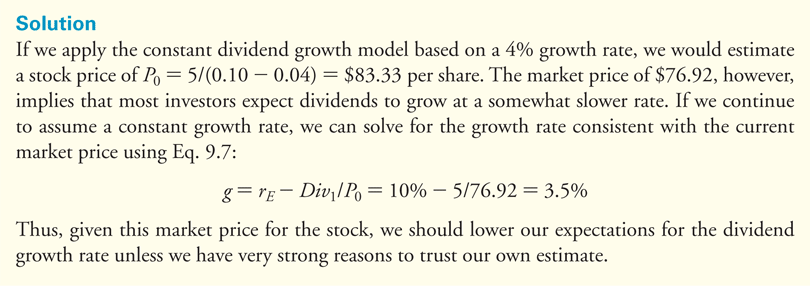 Solution
If we apply the constant dividend growth model based on a 4% growth rate, we would estimate
a stock price of P₀ = 5/(0.10 − 0.04) = $83.33 per share. The market price of $76.92, however,
implies that most investors expect dividends to grow at a somewhat slower rate. If we continue
to assume a constant growth rate, we can solve for the growth rate consistent with the current
market price using Eq. 9.7:
g = r_E − Div₁/P₀ = 10% − 5/76.92 = 3.5%
Thus, given this market price for the stock, we should lower our expectations for the dividend
growth rate unless we have very strong reasons to trust our own estimate.